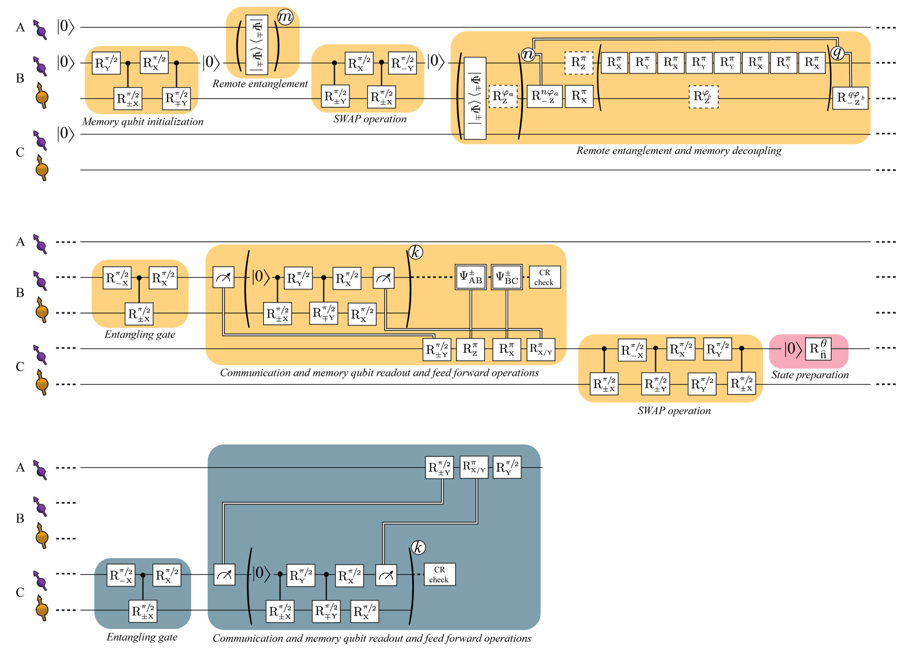 A |0⟩ |Ψ∓⟩⟨Ψ∓| m
B |0⟩ R_Y^{π/2} R_X^{π/2} |0⟩ R_X^{π/2} R_{-Y}^{π/2} |0⟩ |Ψ∓⟩⟨Ψ∓| n R_Z^π R_X^π R_X^π R_X^π R_Y^π R_Y^π R_X^π R_X^π R_X^π q
R_{±X}^{π/2} R_{∓Y}^{π/2} R_{±Y}^{π/2} R_{±X}^{π/2} R_Z^{φ_a} R_{-Z}^{nφ_a} R_X^π R_Z^{φ_b} R_{-Z}^{qφ_b}
Remote entanglement
Memory qubit initialization
SWAP operation
C |0⟩
Remote entanglement and memory decoupling
A
B R_{-X}^{π/2} R_X^{π/2} |0⟩ R_Y^{π/2} R_X^{π/2} k Ψ_{AB}^± Ψ_{BC}^± CR check
R_{±X}^{π/2} R_{±X}^{π/2} R_{∓Y}^{π/2} R_X^{π/2}
Entangling gate
C R_{±Y}^{π/2} R_Z^π R_X^π R_{X/Y}^π R_{-X}^{π/2} R_X^{π/2} R_Y^{π/2} |0⟩ R_{n̂}^θ
Communication and memory qubit readout and feed forward operations
State preparation
R_{±X}^{π/2} R_{±Y}^{π/2} R_Y^{π/2} R_{±X}^{π/2}
SWAP operation
A R_{±Y}^{π/2} R_{X/Y}^π R_Y^{π/2}
B
C R_{-X}^{π/2} R_X^{π/2} |0⟩ R_Y^{π/2} R_X^{π/2} k CR check
R_{±X}^{π/2} R_{±X}^{π/2} R_{∓Y}^{π/2} R_X^{π/2}
Entangling gate
Communication and memory qubit readout and feed forward operations